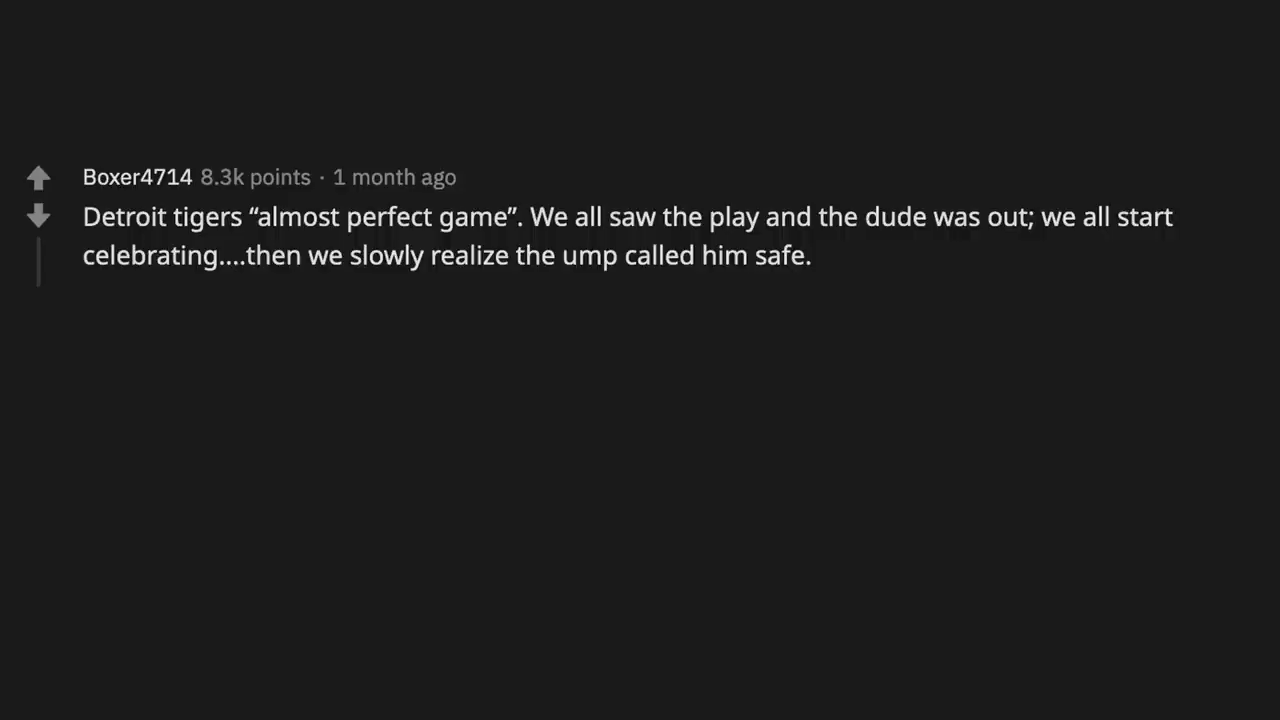 Boxer4714 8.3k points · 1 month ago
Detroit tigers “almost perfect game”. We all saw the play and the dude was out; we all start
celebrating....then we slowly realize the ump called him safe.